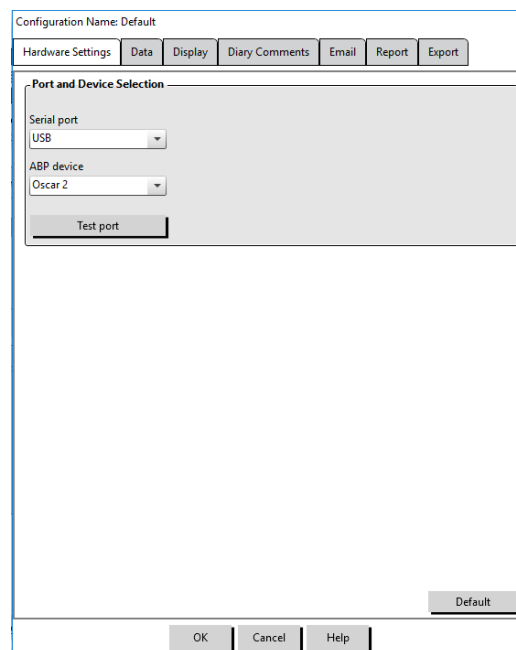 Configuration Name: Default
Hardware Settings Data Display Diary Comments Email Report Export
Port and Device Selection
Serial port
USB
ABP device
Oscar 2
Test port
Default
OK Cancel Help